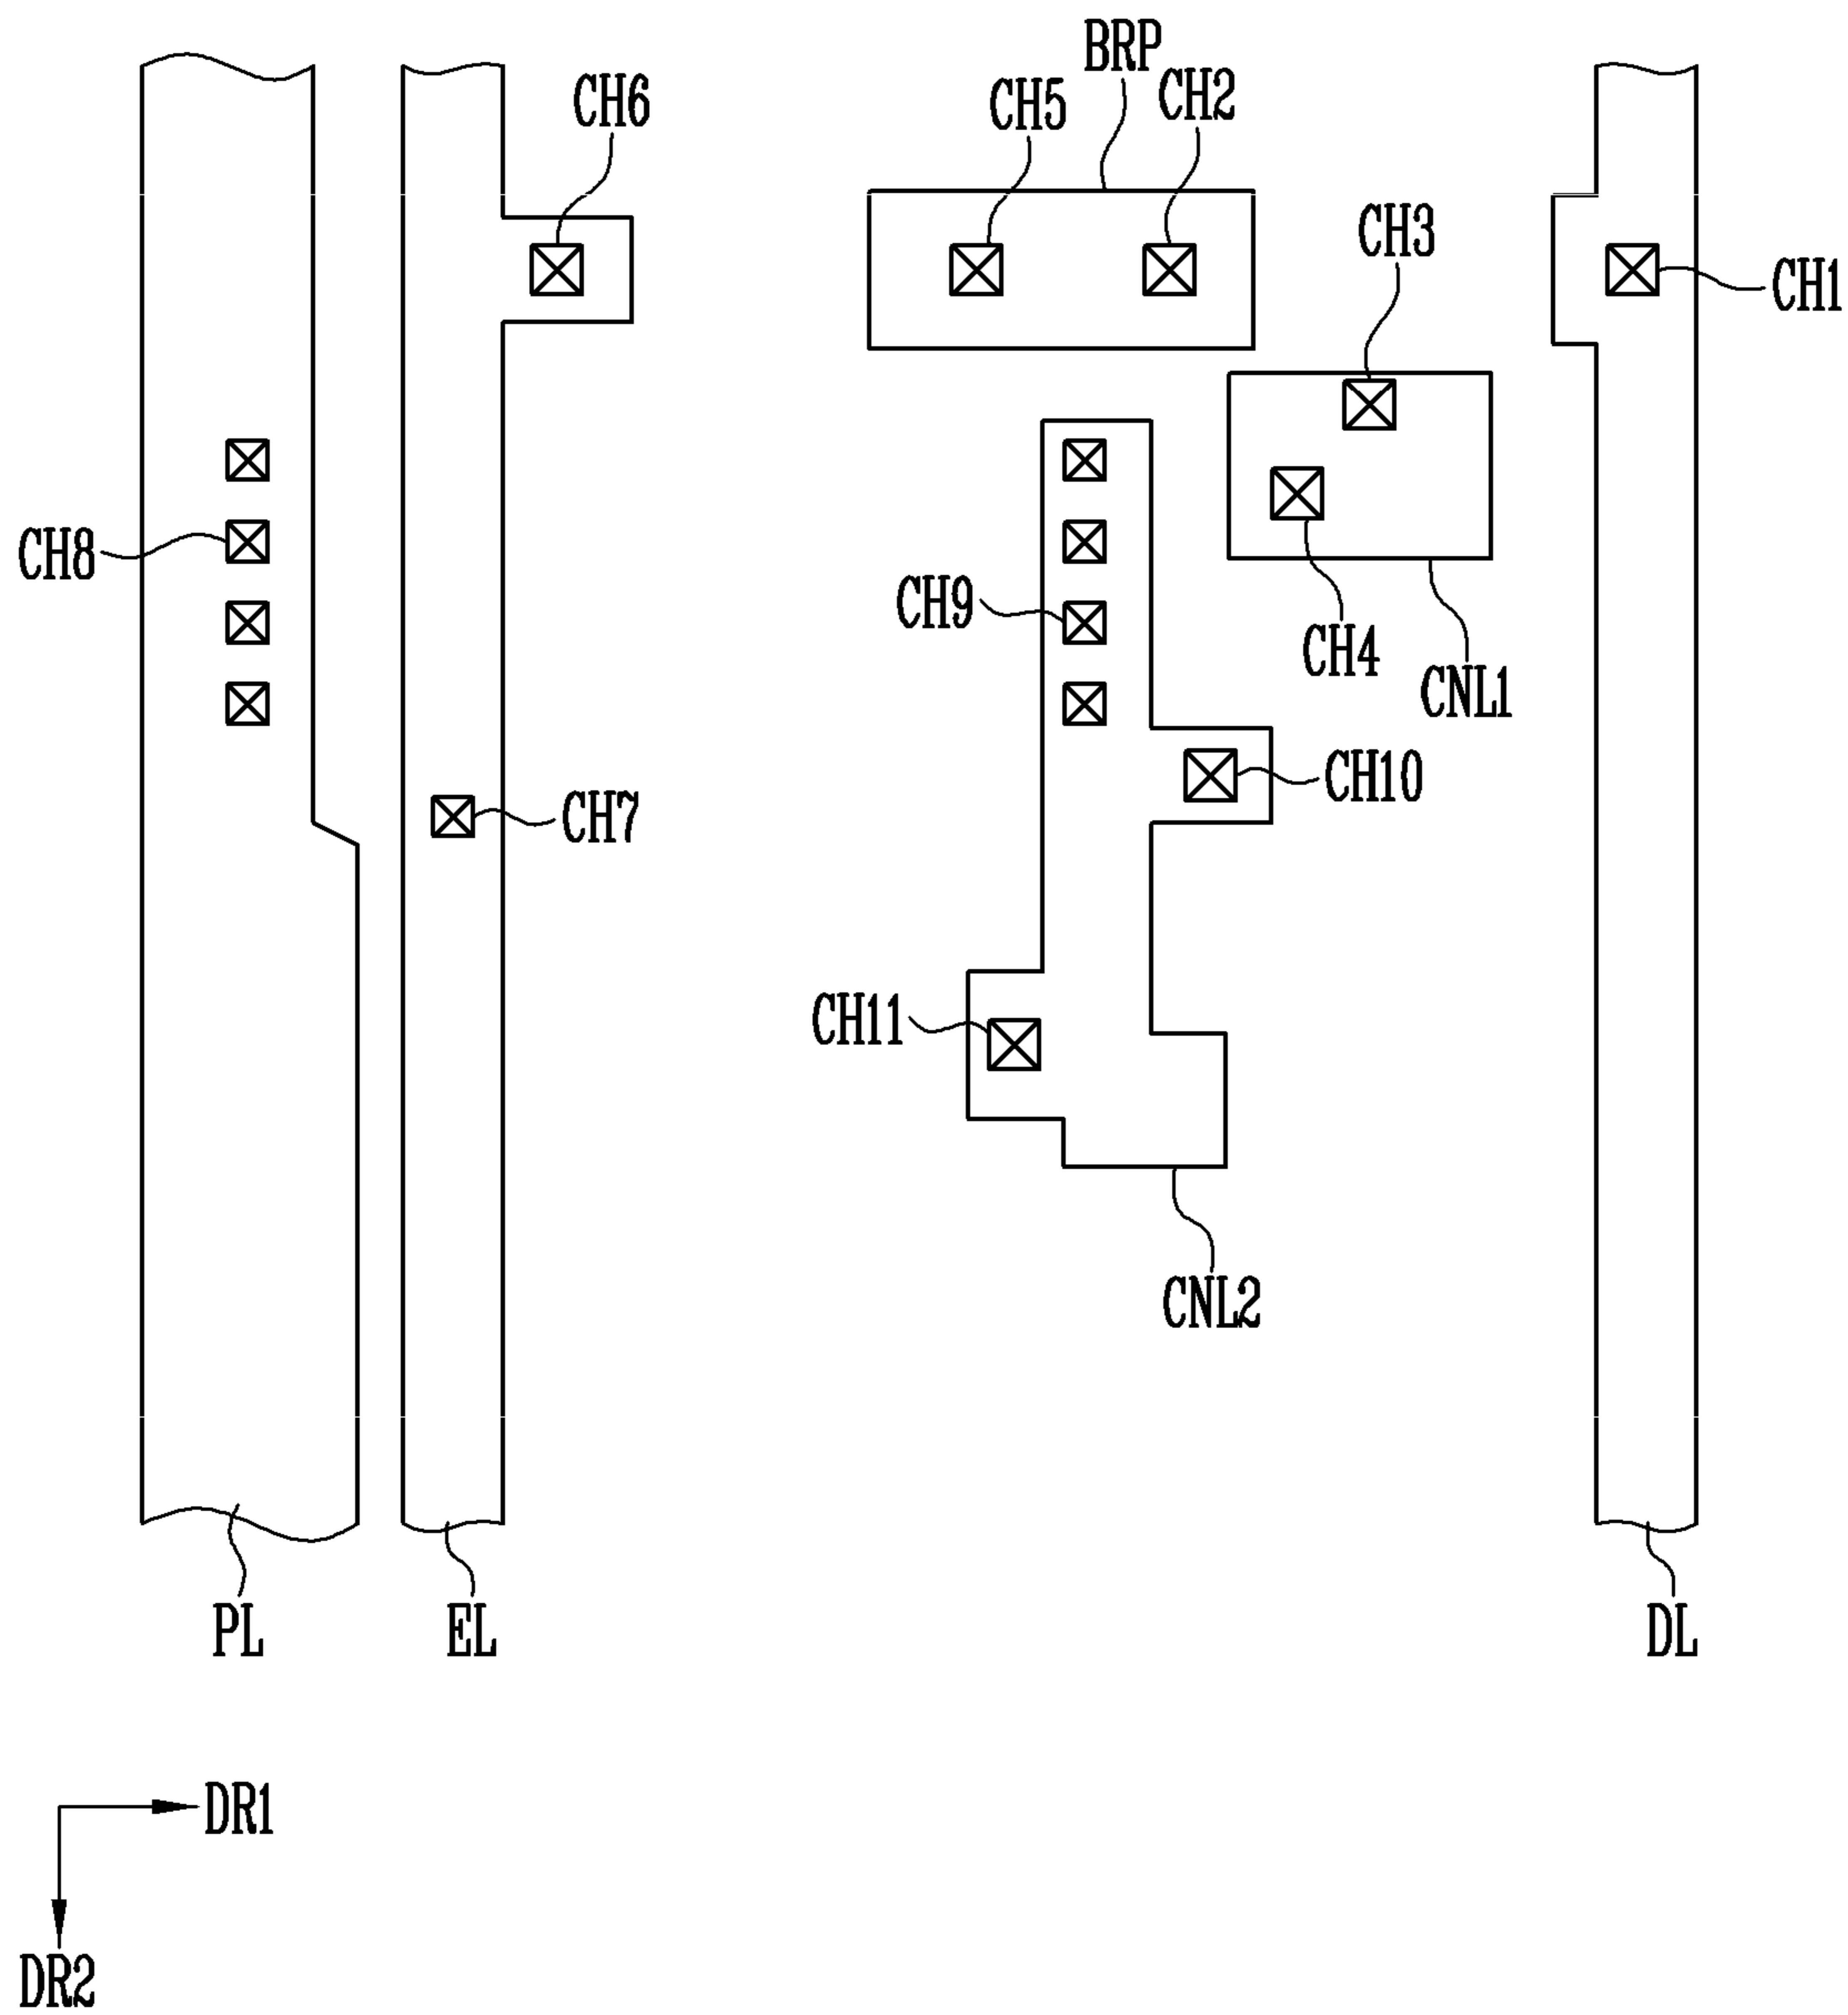 BRP
CH6
CH5
CH2
CH3
CH1
CH8
CH9
CH4
CNL1
CH7
CH10
CH11
CNL2
PL
EL
DL
DR1
DR2